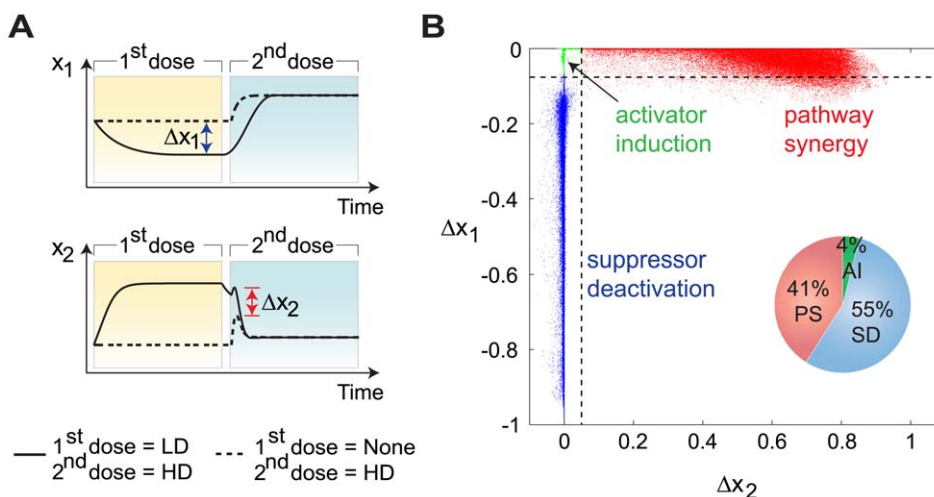 A
x1
1st dose
2nd dose
Δx1
Time
x2
1st dose
2nd dose
Δx2
Time
1st dose = LD
2nd dose = HD
1st dose = None
2nd dose = HD
B
0
-0.2
-0.4
-0.6
-0.8
-1
Δx1
activator
induction
pathway
synergy
suppressor
deactivation
4%
AI
41%
PS
55%
SD
0
0.2
0.4
0.6
0.8
1
Δx2